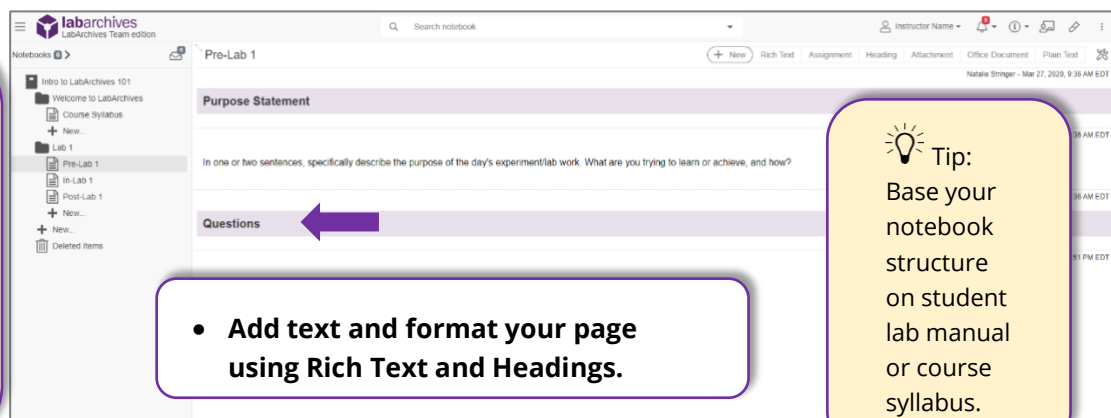 labarchives
LabArchives Team edition
Search notebook
Instructor Name
Notebooks
Pre-Lab 1
New
Rich Text
Assignment
Heading
Attachment
Office Document
Plain Text
Natalie Stringer - Mar 27, 2020, 9:36 AM EDT
Intro to LabArchives 101
Welcome to LabArchives
Course Syllabus
New...
Lab 1
Pre-Lab 1
In-Lab 1
Post-Lab 1
New...
New...
Deleted Items
Purpose Statement
AM EDT
In one or two sentences, specifically describe the purpose of the day's experiment/lab work. What are you trying to learn or achieve, and how?
AM EDT
Questions
PM EDT
• Add text and format your page
using Rich Text and Headings.
Tip:
Base your
notebook
structure
on student
lab manual
or course
syllabus.